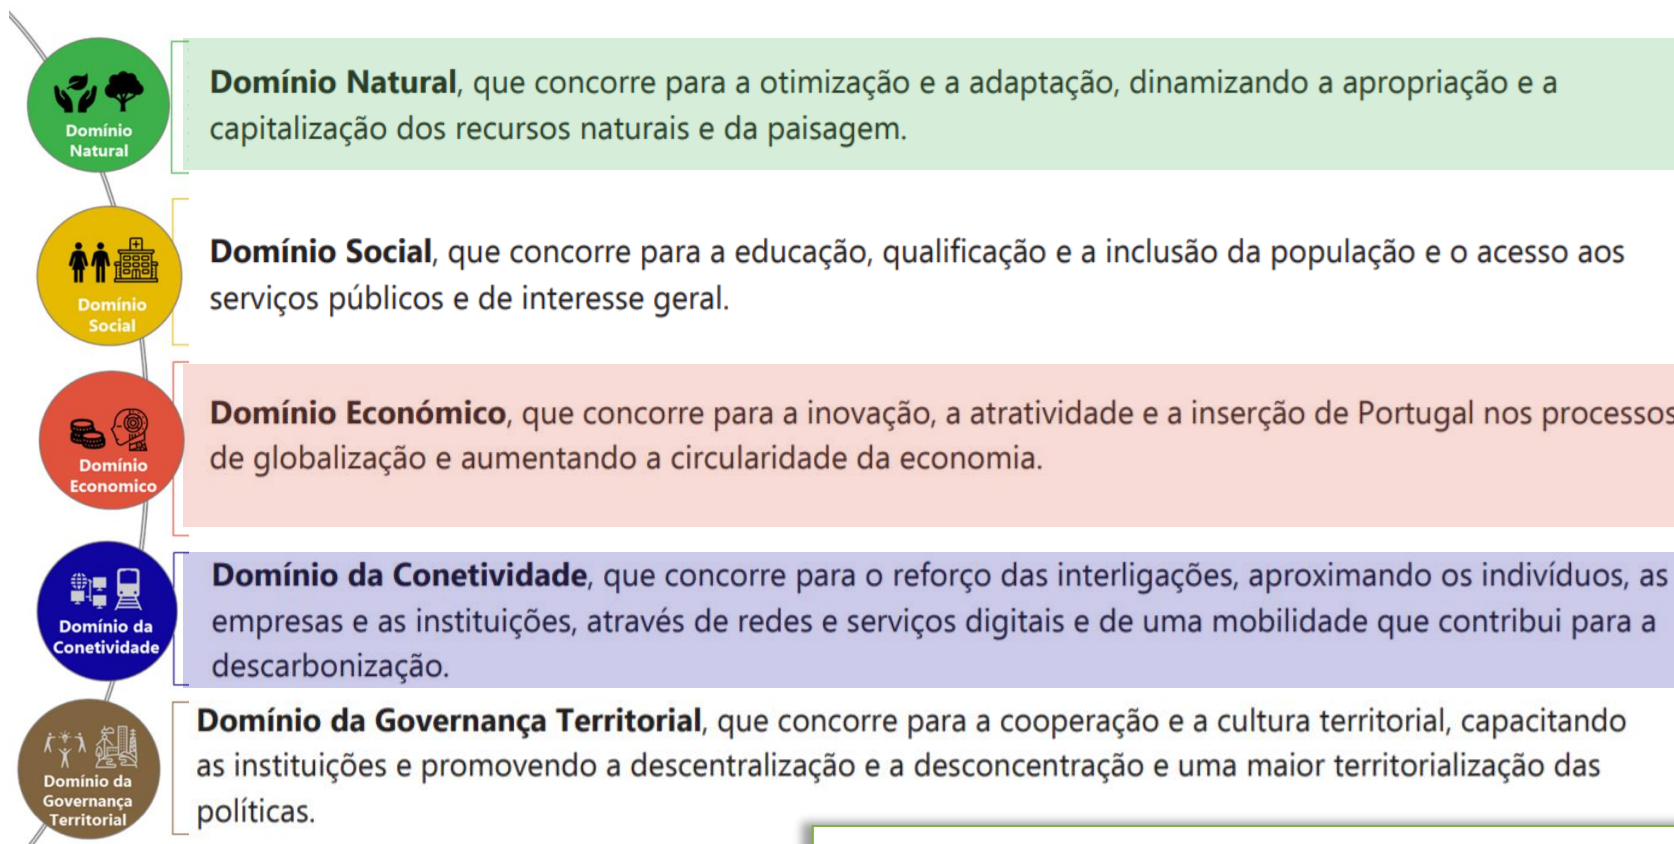 Domínio
Natural
Domínio Natural, que concorre para a otimização e a adaptação, dinamizando a apropriação e a
capitalização dos recursos naturais e da paisagem.
Domínio
Social
Domínio Social, que concorre para a educação, qualificação e a inclusão da população e o acesso aos
serviços públicos e de interesse geral.
Domínio
Economico
Domínio Económico, que concorre para a inovação, a atratividade e a inserção de Portugal nos processos
de globalização e aumentando a circularidade da economia.
Domínio da
Conetividade
Domínio da Conetividade, que concorre para o reforço das interligações, aproximando os indivíduos, as
empresas e as instituições, através de redes e serviços digitais e de uma mobilidade que contribui para a
descarbonização.
Domínio da
Governança
Territorial
Domínio da Governança Territorial, que concorre para a cooperação e a cultura territorial, capacitando
as instituições e promovendo a descentralização e a desconcentração e uma maior territorialização das
políticas.